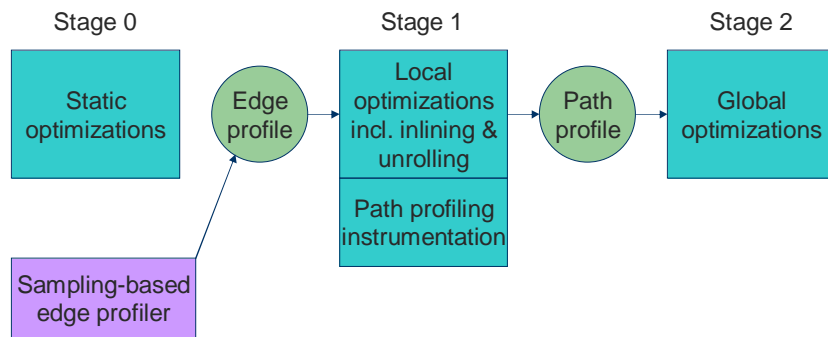 Stage 0
Stage 1
Stage 2
Static
optimizations
Edge
profile
Local
optimizations
incl. inlining &
unrolling
Path
profile
Global
optimizations
Path profiling
instrumentation
Sampling-based
edge profiler